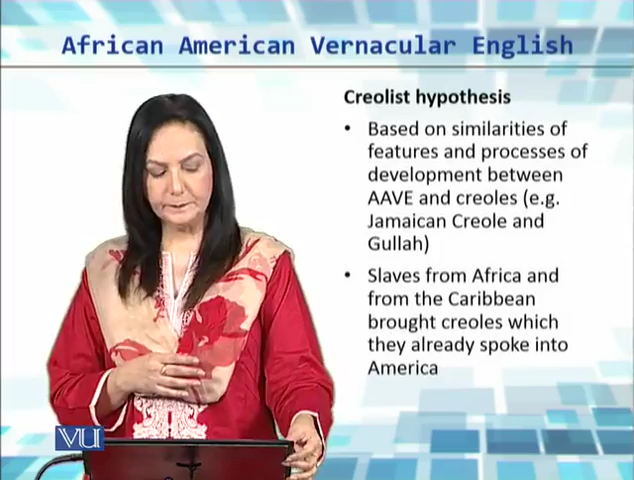 African American Vernacular English
Creolist hypothesis
• Based on similarities of
features and processes of
development between
AAVE and creoles (e.g.
Jamaican Creole and
Gullah)
• Slaves from Africa and
from the Caribbean
brought creoles which
they already spoke into
America
VU